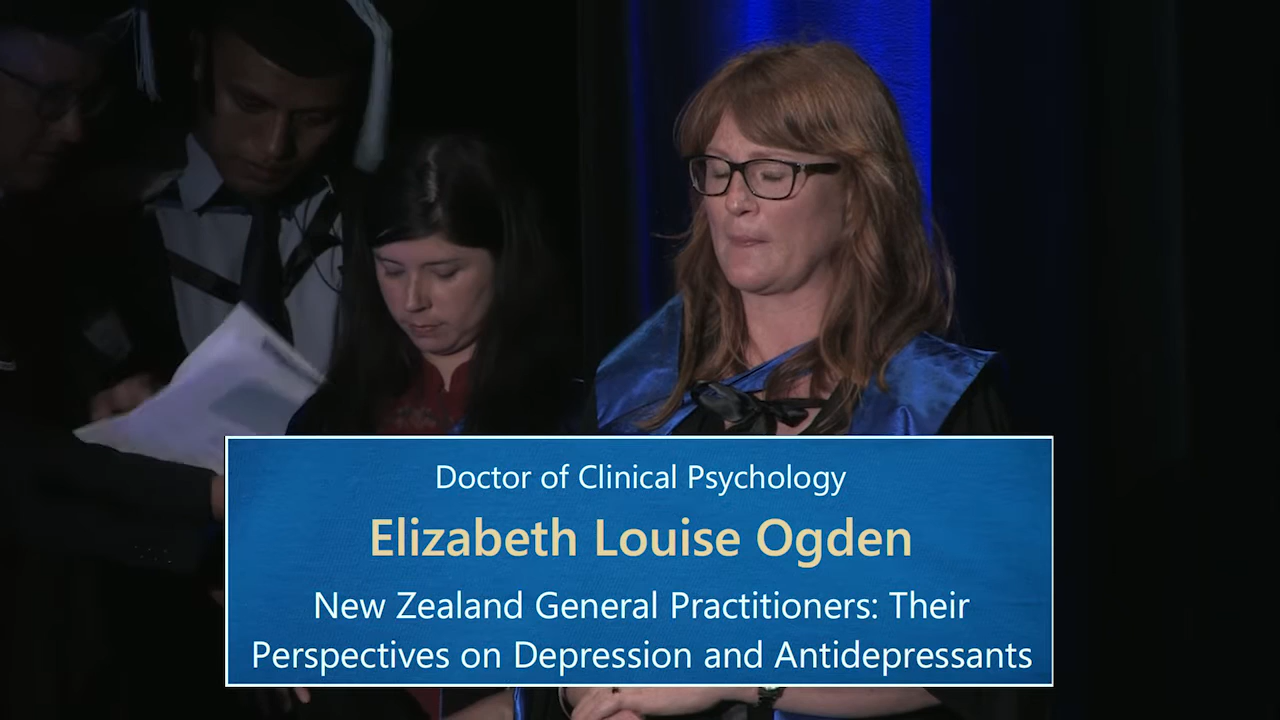 Doctor of Clinical Psychology
Elizabeth Louise Ogden
New Zealand General Practitioners: Their
Perspectives on Depression and Antidepressants